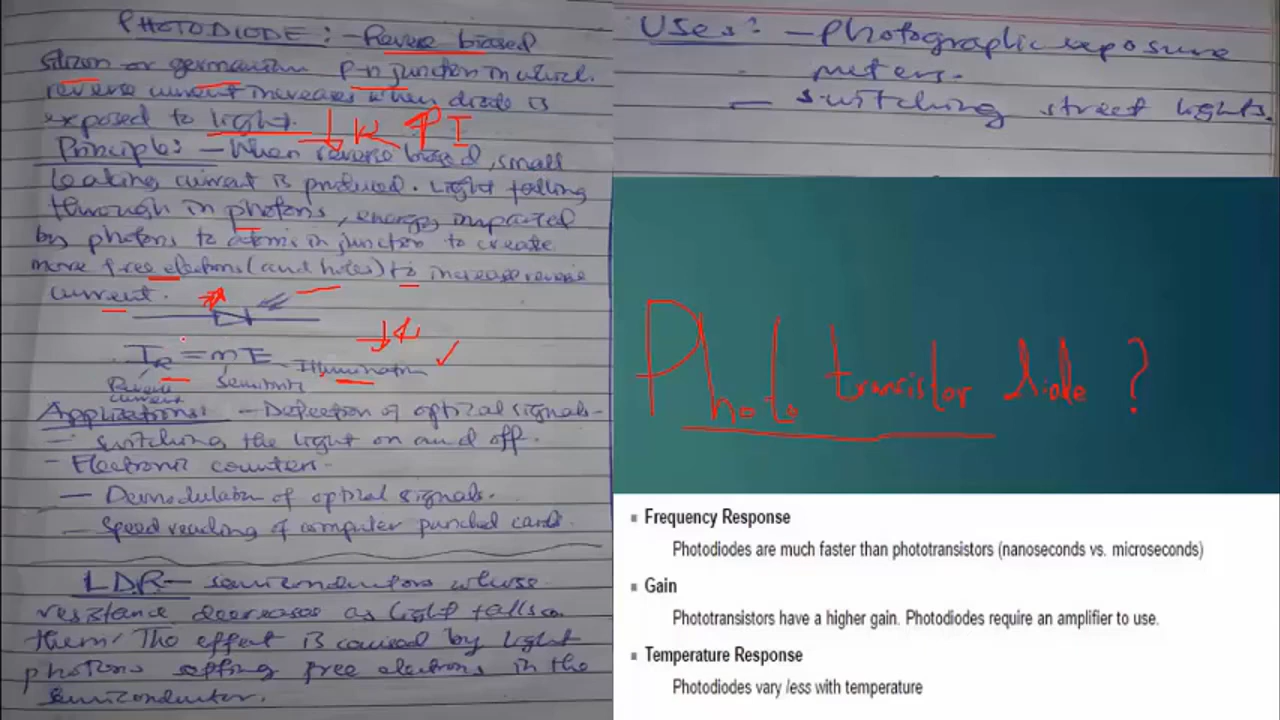 PHOTODIODE: - Reverse biased
silicon or germanium p-n junction in which
reverse current increases when diode is
exposed to light.
↓ R ↑ I
Principle: - When reverse biased, small
leaking current is produced. Light falling
through in photons, energy imparted
by photons to atoms in junction to create
more free electrons (and holes) to increase reverse
current.
IR = mE
Illumination
Reverse current
Sensitivity
Applications: - Detection of optical signals-
- switching the light on and off.
- Electronic counters.
- Demodulation of optical signals.
- Speed reading of computer punched cards.
LDR - semiconductors whose
resistance decreases as light falls on
them. The effect is caused by light
photons setting free electrons in the
semiconductor.
Uses: - Photographic exposure
meters.
- switching street lights.
Photo transistor diode ?
▪ Frequency Response
Photodiodes are much faster than phototransistors (nanoseconds vs. microseconds)
▪ Gain
Phototransistors have a higher gain. Photodiodes require an amplifier to use.
▪ Temperature Response
Photodiodes vary less with temperature